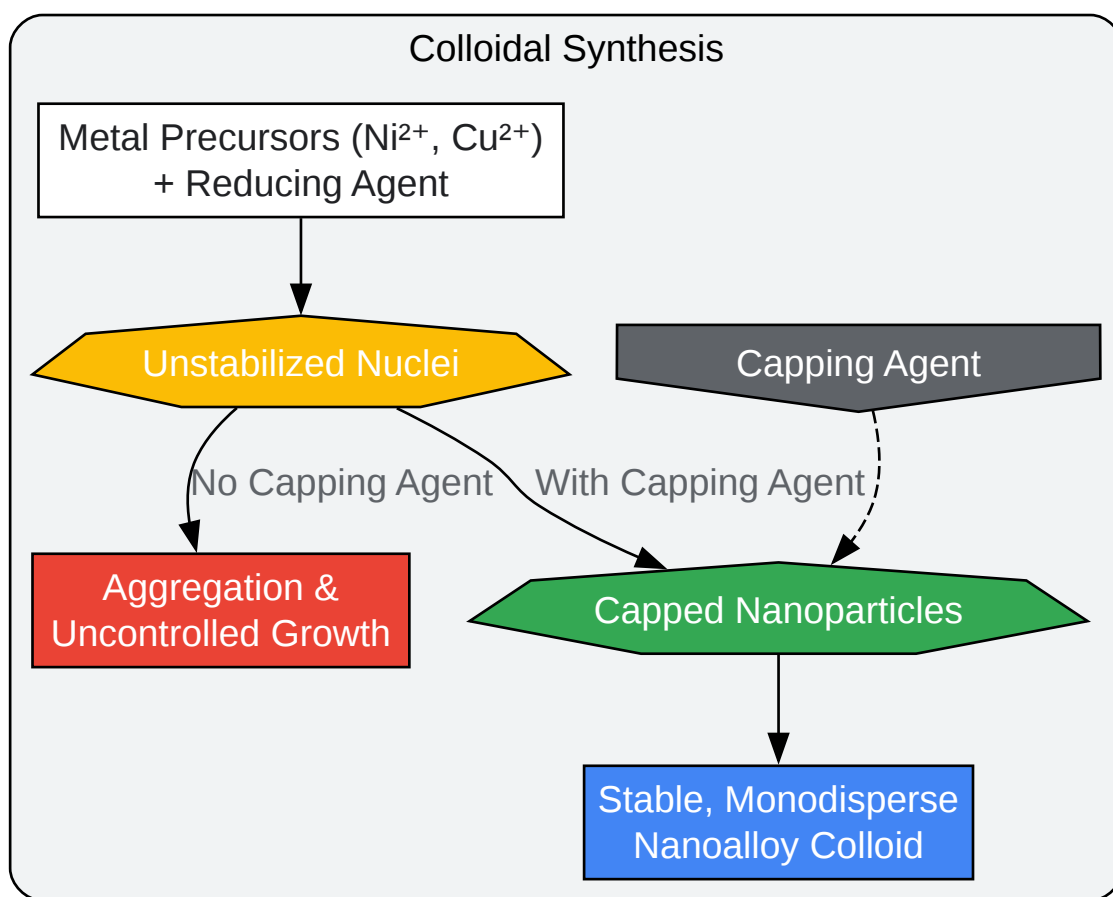 Colloidal Synthesis
Metal Precursors (Ni²⁺, Cu²⁺)
+ Reducing Agent
Unstabilized Nuclei
Capping Agent
No Capping Agent
With Capping Agent
Aggregation &
Uncontrolled Growth
Capped Nanoparticles
Stable, Monodisperse
Nanoalloy Colloid